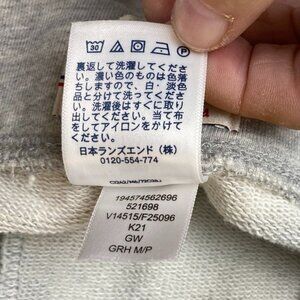 30 P
裏返して洗濯してください
。濃い色のものは色落
ちしますので、白・淡色
品と分けて洗ってくださ
い。洗濯後はすぐに取り
出してください。当て布
をしてアイロンをかけて
ください。
日本ランズエンド（株）
0120-554-774
194574562696
521698
V14515/F25096
K21
GW
GRH M/P